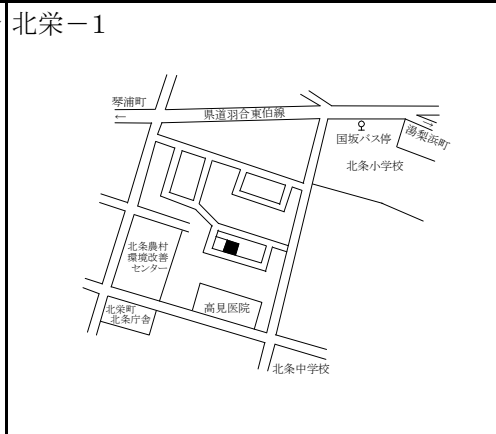 北栄－1
琴浦町
←
県道羽合東伯線
国坂バス停
→
湯梨浜町
北条小学校
北条農村
環境改善
センター
高見医院
北栄町
北条庁舎
北条中学校